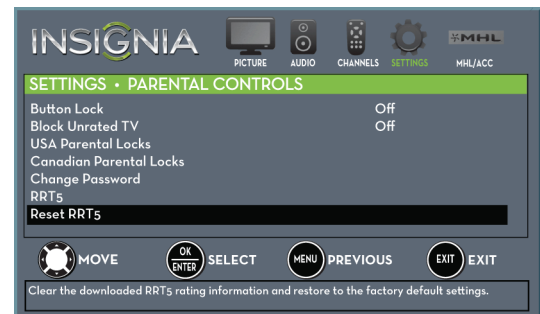 INSIGNIA
PICTURE AUDIO CHANNELS SETTINGS MHL/ACC
MHL
SETTINGS • PARENTAL CONTROLS
Button Lock Off
Block Unrated TV Off
USA Parental Locks
Canadian Parental Locks
Change Password
RRT5
Reset RRT5
MOVE OK ENTER SELECT MENU PREVIOUS EXIT EXIT
Clear the downloaded RRT5 rating information and restore to the factory default settings.